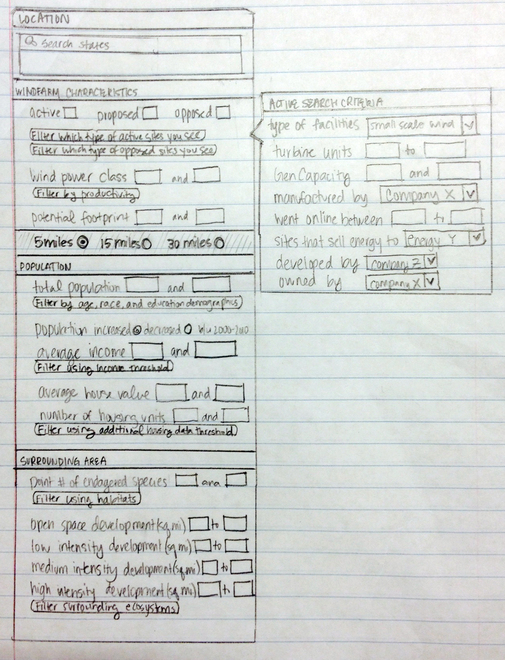 LOCATION
Search states
WINDFARM CHARACTERISTICS
active proposed opposed
Filter which type of active sites you see
Filter which type of opposed sites you see
Wind power class and
Filter by productivity
potential footprint and
5 miles 15 miles 30 miles
POPULATION
total population and
Filter by age, race, and education demographics
population increased decreased b/w 2000-2010
average income and
Filter using income threshold
average house value and
number of housing units and
Filter using additional housing data threshold
SURROUNDING AREA
point # of endagered species and
Filter using habitats
open space development (sq mi) to
low intensity development (sq mi) to
medium intensity development (sq mi) to
high intensity development (sq mi) to
Filter surrounding ecosystems
ACTIVE SEARCH CRITERIA
type of facilities small scale wind
turbine units to
Gen Capacity and
manufactured by Company X
went online between to
sites that sell energy to Energy Y
developed by company Z
owned by company X